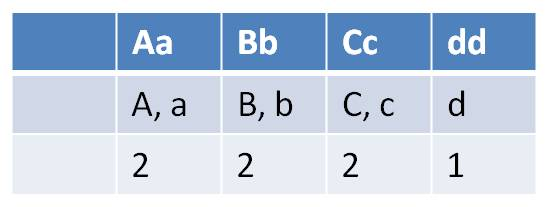 Aa Bb Cc dd
A, a B, b C, c d
2 2 2 1